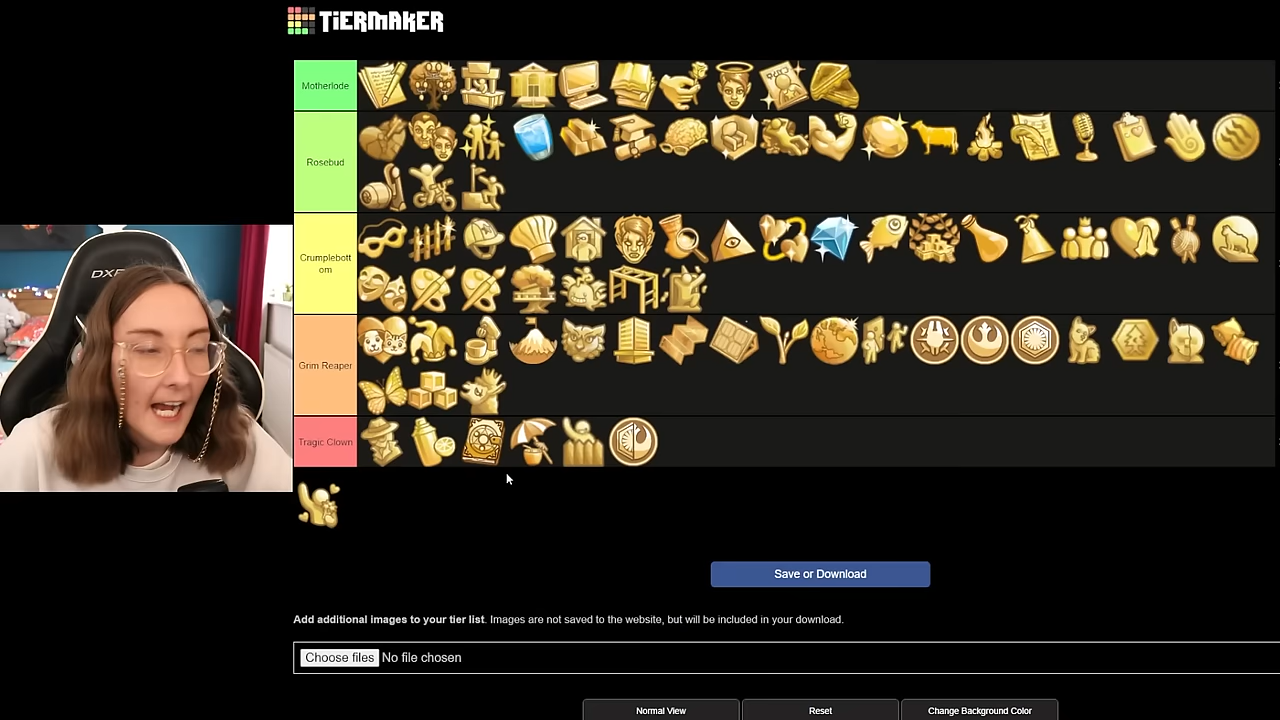 TIERMAKER
Motherlode
Rosebud
Crumplebott
om
Grim Reaper
Tragic Clown
DXR
Save or Download
Add additional images to your tier list. Images are not saved to the website, but will be included in your download.
Choose files No file chosen
Normal View
Reset
Change Background Color